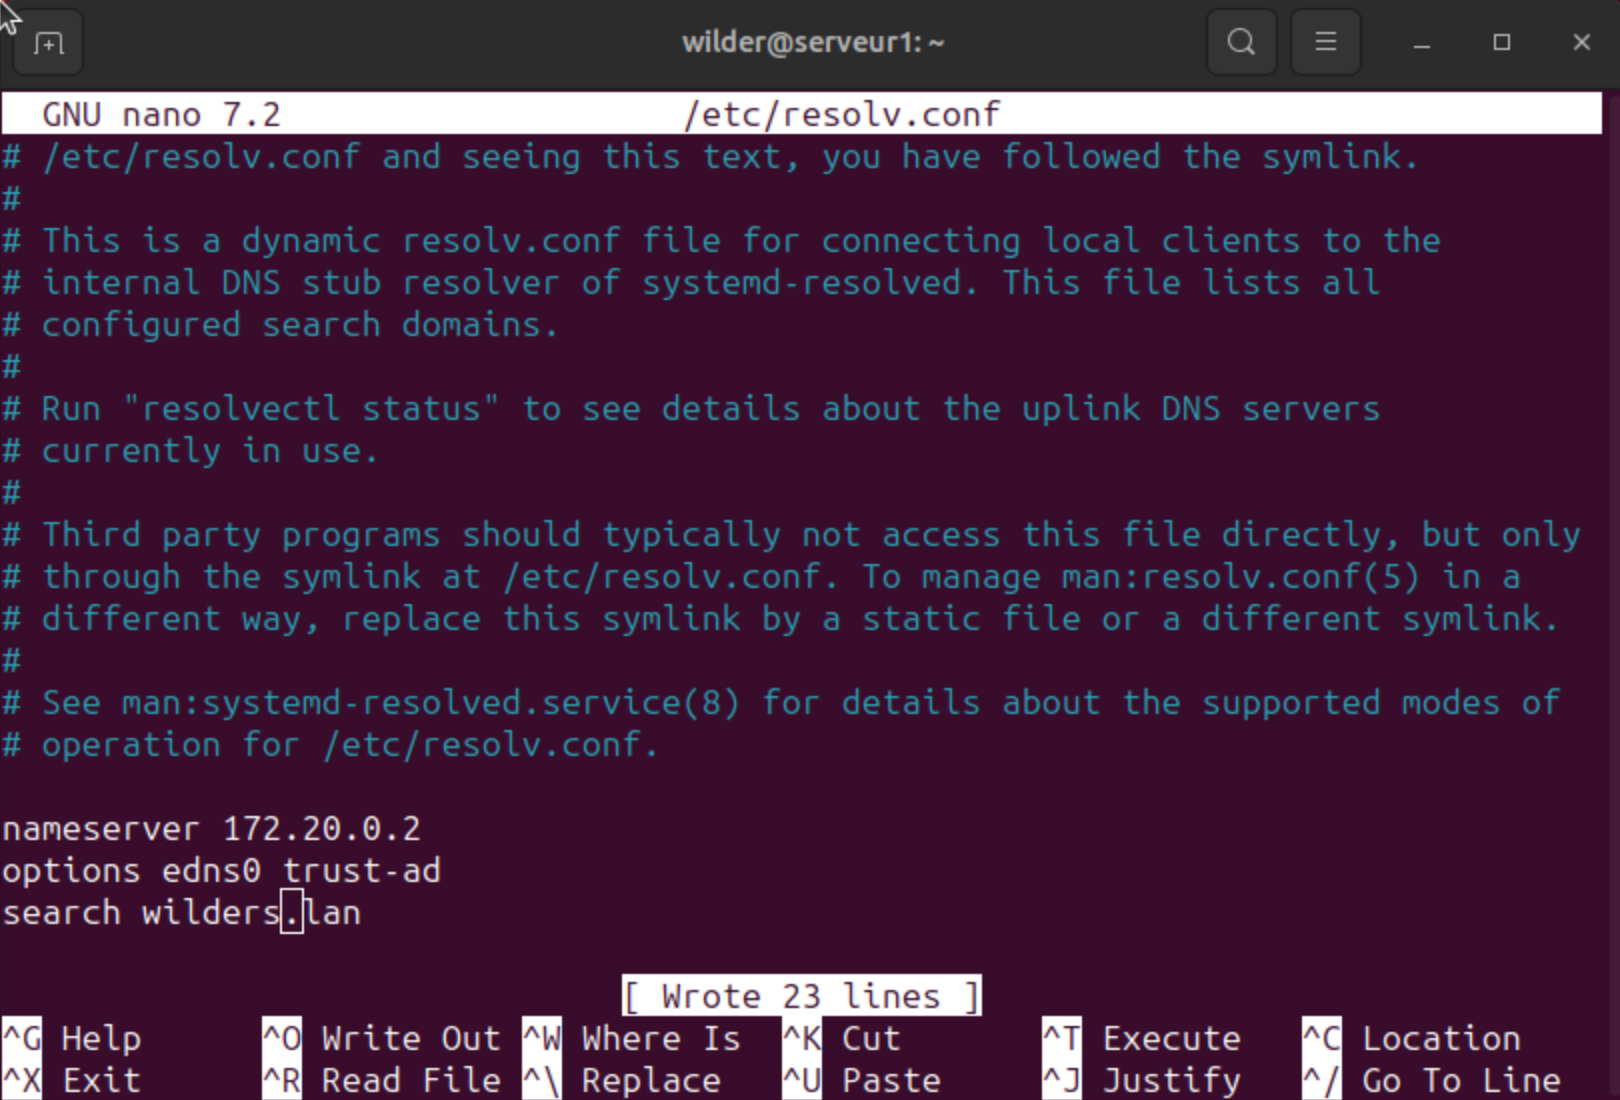 wilder@serveur1: ~
GNU nano 7.2 /etc/resolv.conf
# /etc/resolv.conf and seeing this text, you have followed the symlink.
#
# This is a dynamic resolv.conf file for connecting local clients to the
# internal DNS stub resolver of systemd-resolved. This file lists all
# configured search domains.
#
# Run "resolvectl status" to see details about the uplink DNS servers
# currently in use.
#
# Third party programs should typically not access this file directly, but only
# through the symlink at /etc/resolv.conf. To manage man:resolv.conf(5) in a
# different way, replace this symlink by a static file or a different symlink.
#
# See man:systemd-resolved.service(8) for details about the supported modes of
# operation for /etc/resolv.conf.
nameserver 172.20.0.2
options edns0 trust-ad
search wilders.lan
[ Wrote 23 lines ]
^G Help ^O Write Out ^W Where Is ^K Cut ^T Execute ^C Location
^X Exit ^R Read File ^\ Replace ^U Paste ^J Justify ^/ Go To Line